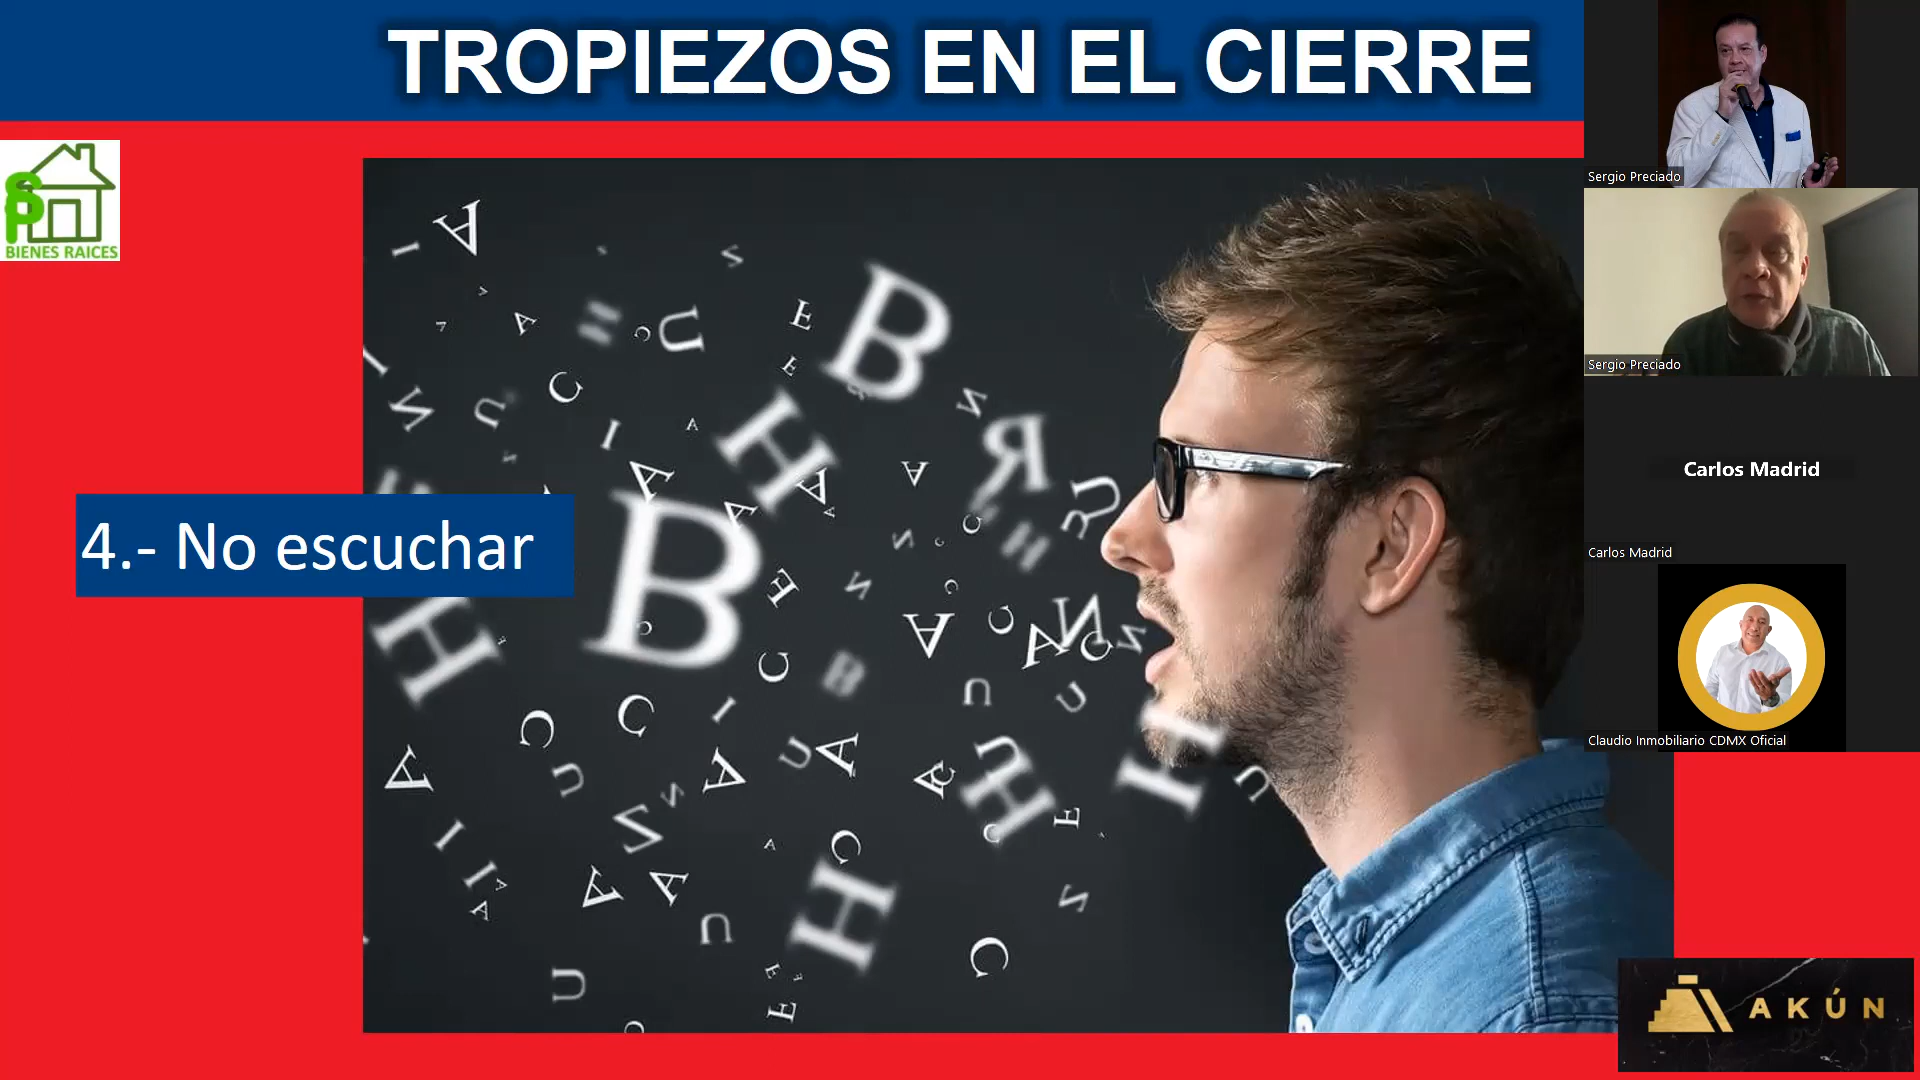 TROPIEZOS EN EL CIERRE
SP
BIENES RAICES
4.- No escuchar
Sergio Preciado
Sergio Preciado
Carlos Madrid
Carlos Madrid
Claudio Inmobiliario CDMX Oficial
AKÚN